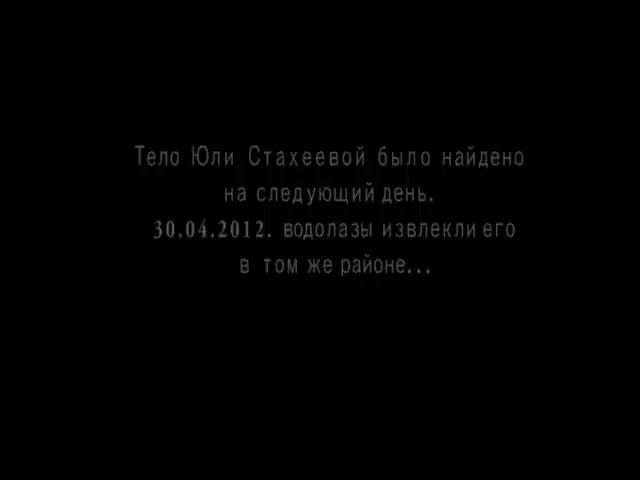 Тело Юли Стахеевой было найдено
на следующий день.
30.04.2012. водолазы извлекли его
в том же районе...